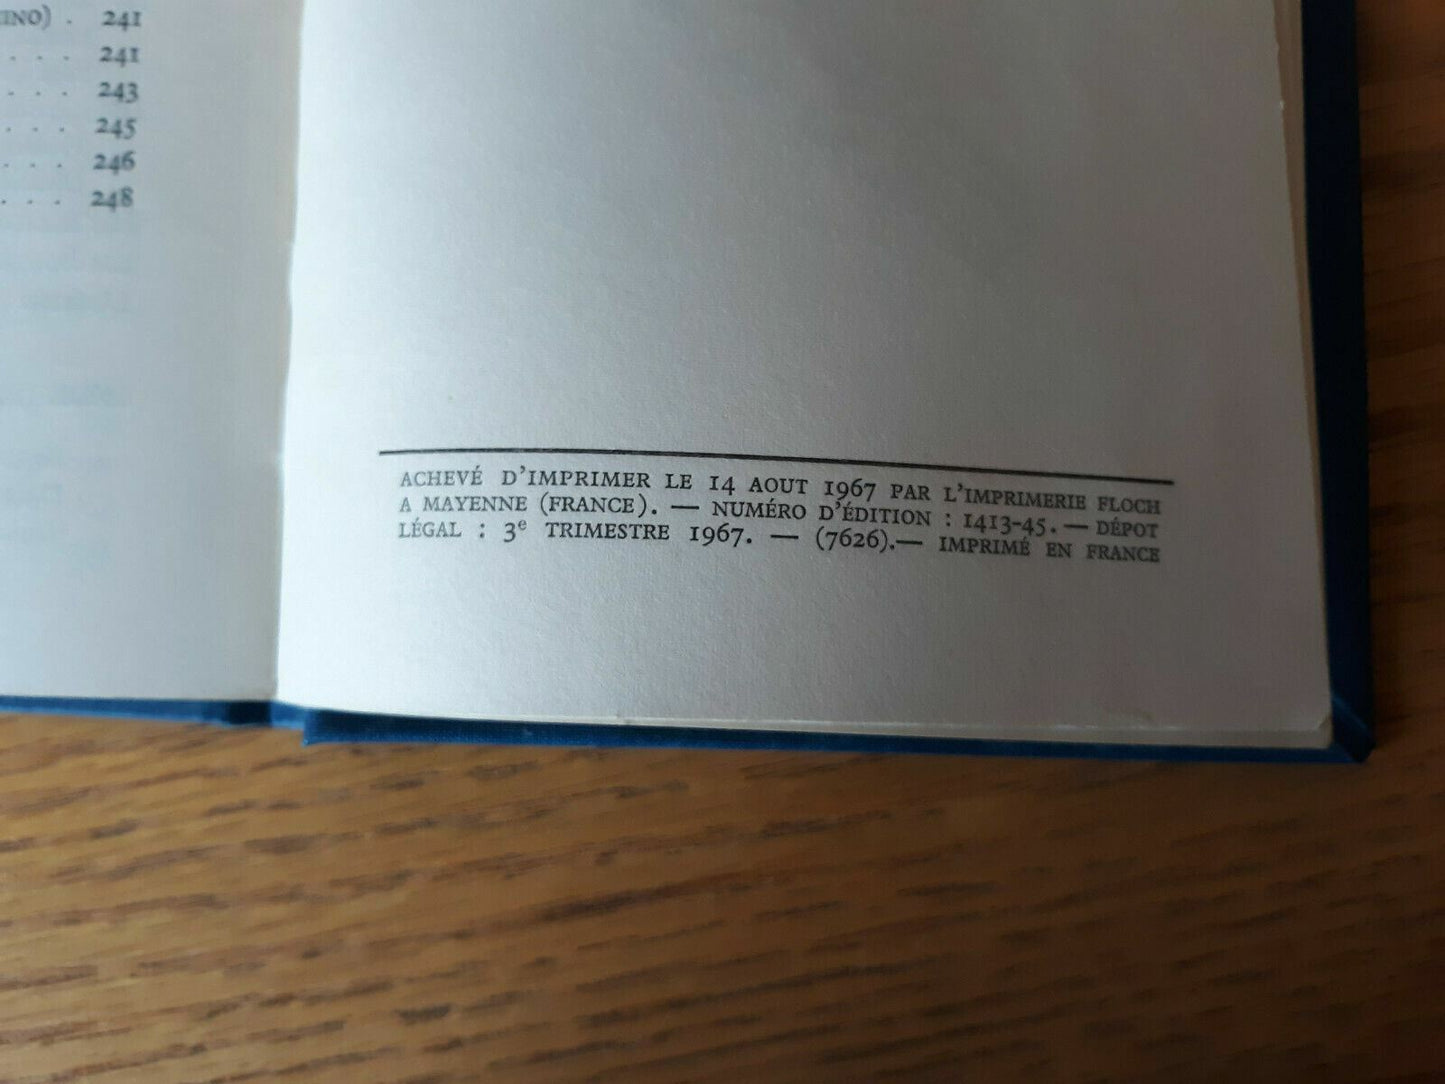 INO) . 241
. . . . 241
. . . 243
. . . . 245
. . . 246
. . . . 248
ACHEVÉ D'IMPRIMER LE 14 AOUT 1967 PAR L'IMPRIMERIE FLOCH
A MAYENNE (FRANCE). — NUMÉRO D'ÉDITION : 1413-45. — DÉPOT
LÉGAL : 3e TRIMESTRE 1967. — (7626). — IMPRIMÉ EN FRANCE